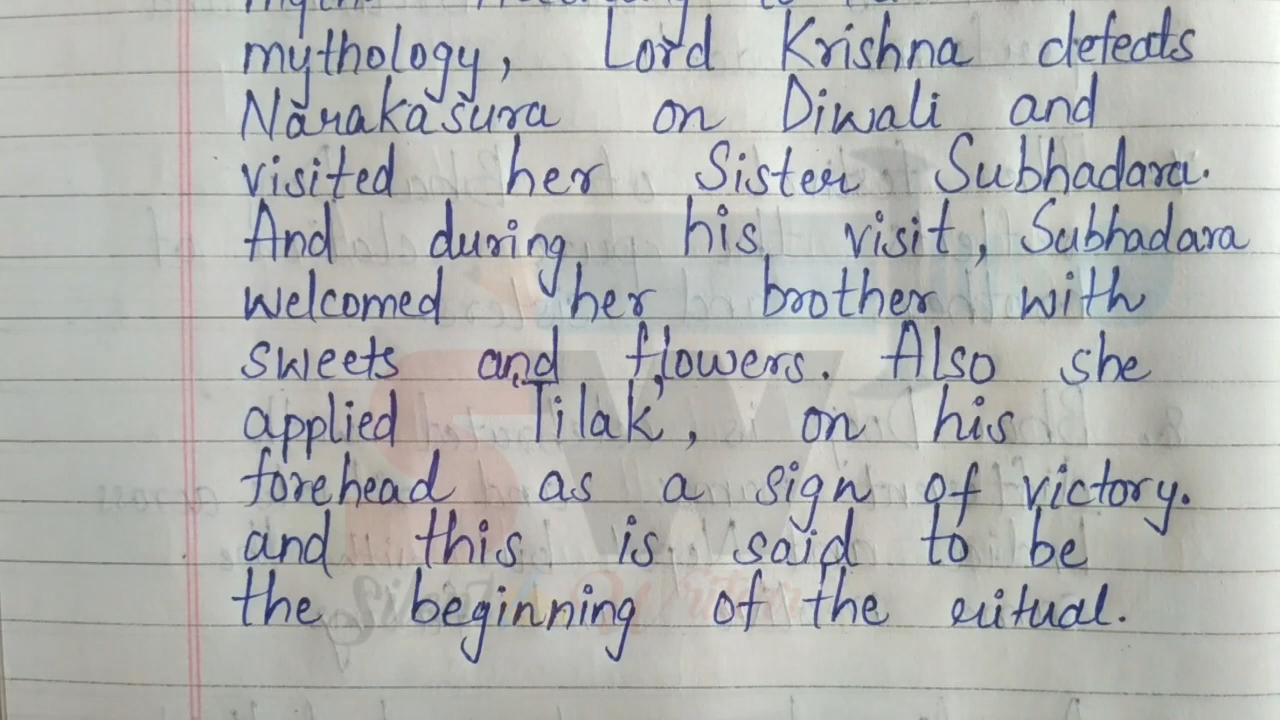 mythology, Lord Krishna defeats
Narakasura on Diwali and
visited her Sister Subhadara.
And during his visit, Subhadara
welcomed her brother with
sweets and flowers. Also she
applied Tilak, on his
forehead as a sign of victory.
and this is said to be
the beginning of the ritual.